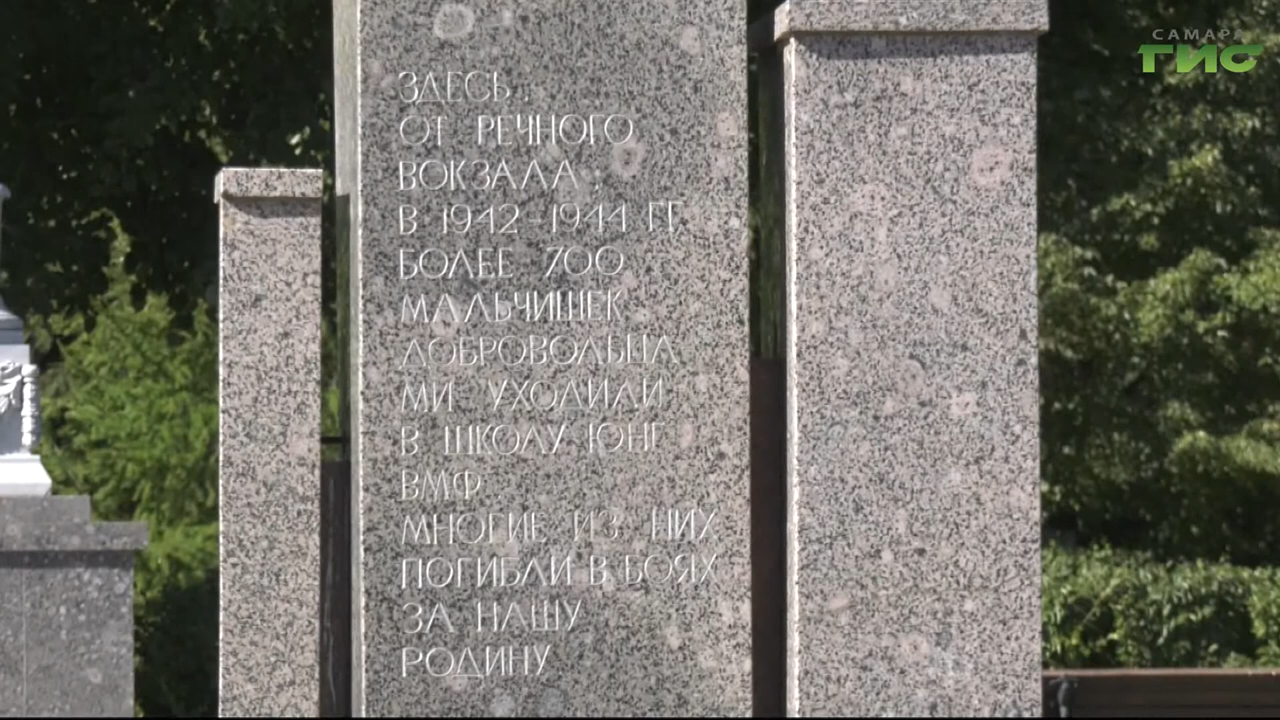 САМАРА
ГИС
ЗДЕСЬ,
ОТ РЕЧНОГО
ВОКЗАЛА,
В 1942-1944 ГГ.
БОЛЕЕ 700
МАЛЬЧИШЕК
ДОБРОВОЛЬЦА
МИ УХОДИЛИ
В ШКОЛУ ЮНГ
ВМФ.
МНОГИЕ ИЗ НИХ
ПОГИБЛИ В БОЯХ
ЗА НАШУ
РОДИНУ